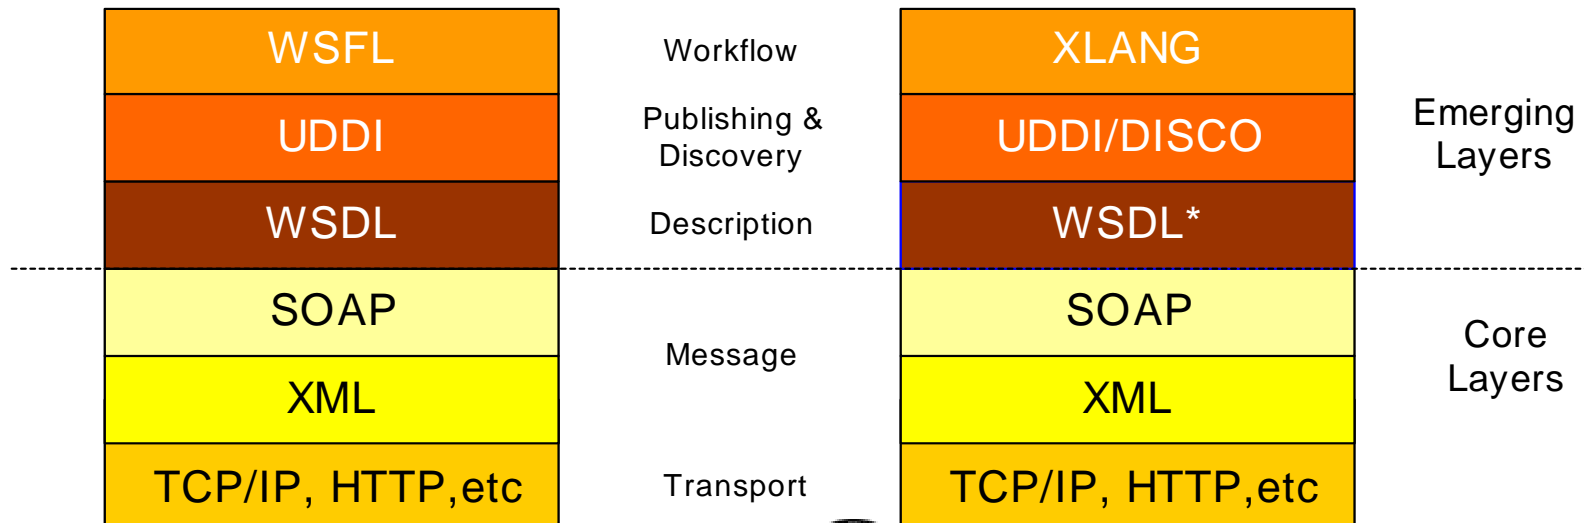 WSFL
Workflow
XLANG
UDDI
Publishing &
Discovery
UDDI/DISCO
Emerging
Layers
WSDL
Description
WSDL*
SOAP
SOAP
Message
Core
Layers
XML
XML
TCP/IP, HTTP,etc
Transport
TCP/IP, HTTP,etc